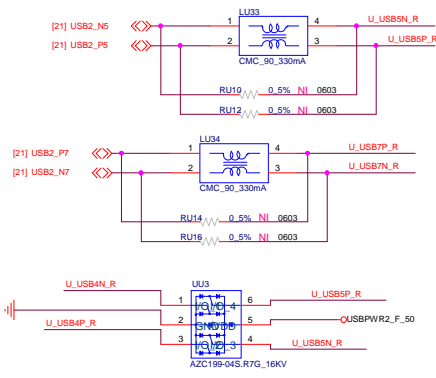 LU33
[21] USB2_N5 1 4 U_USB5N_R
[21] USB2_P5 2 3 U_USB5P_R
CMC_90_330mA
RU10 0_5% NI 0603
RU12 0_5% NI 0603
LU34
[21] USB2_P7 1 4 U_USB7P_R
[21] USB2_N7 2 3 U_USB7N_R
CMC_90_330mA
RU14 0_5% NI 0603
RU16 0_5% NI 0603
UU3
U_USB4N_R 1 6 U_USB5P_R
2 GND VDD 5 USBPWR2_F_50
U_USB4P_R 3 4 U_USB5N_R
AZC199-04S.R7G_16KV